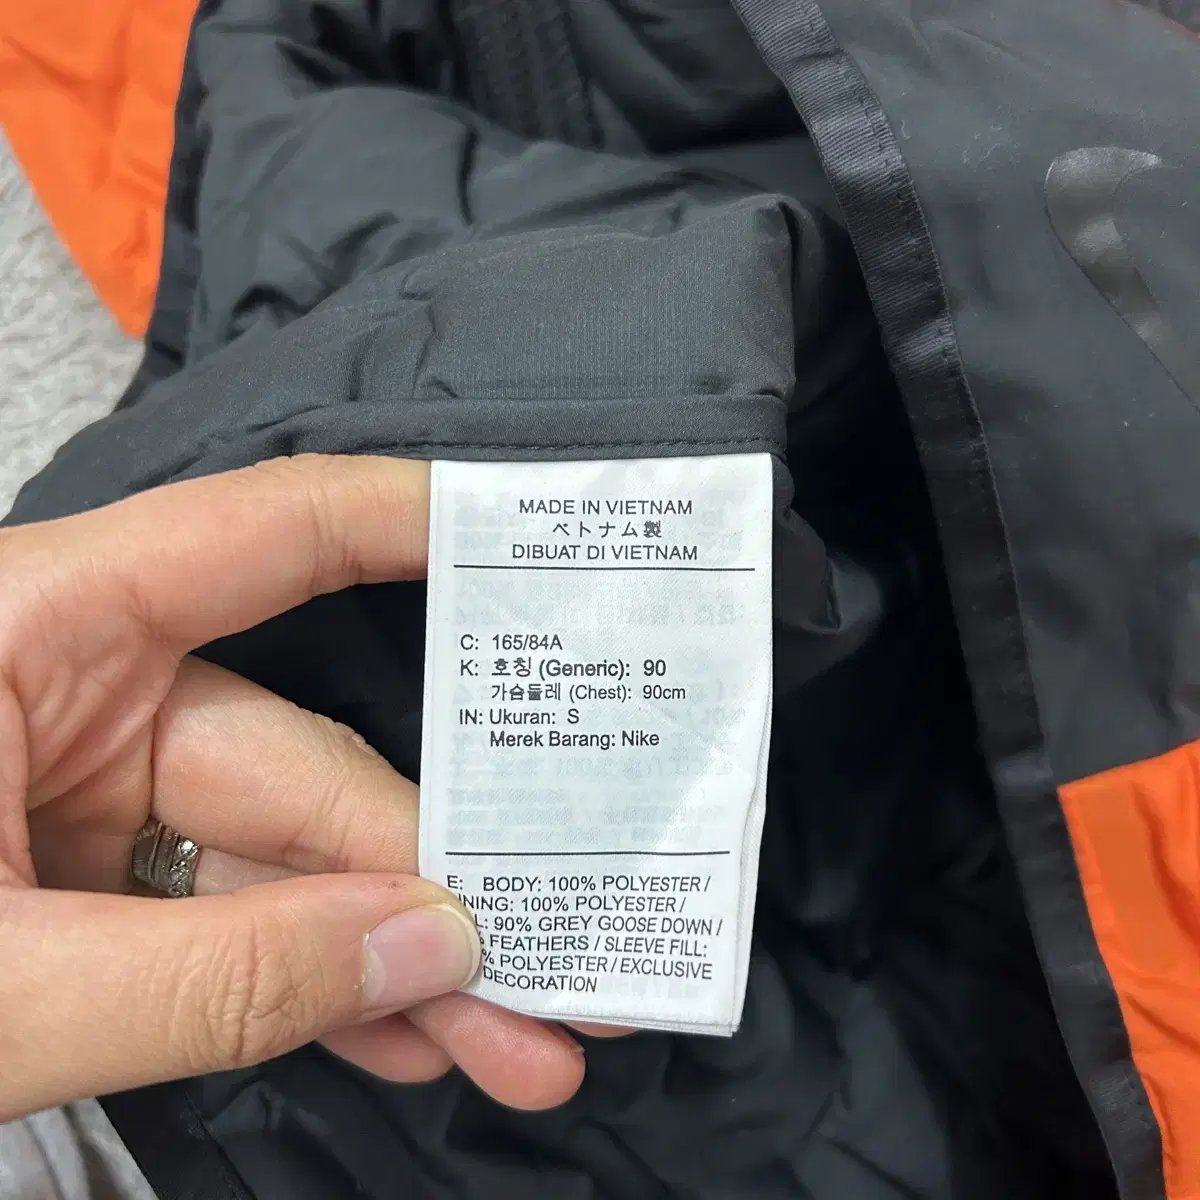 MADE IN VIETNAM
ベトナム製
DIBUAT DI VIETNAM
C: 165/84A
K: 호칭 (Generic): 90
가슴둘레 (Chest): 90cm
IN: Ukuran: S
Merek Barang: Nike
E: BODY: 100% POLYESTER /
100% POLYESTER /
90% GREY GOOSE DOWN /
FEATHERS / SLEEVE FILL:
% POLYESTER / EXCLUSIVE
DECORATION